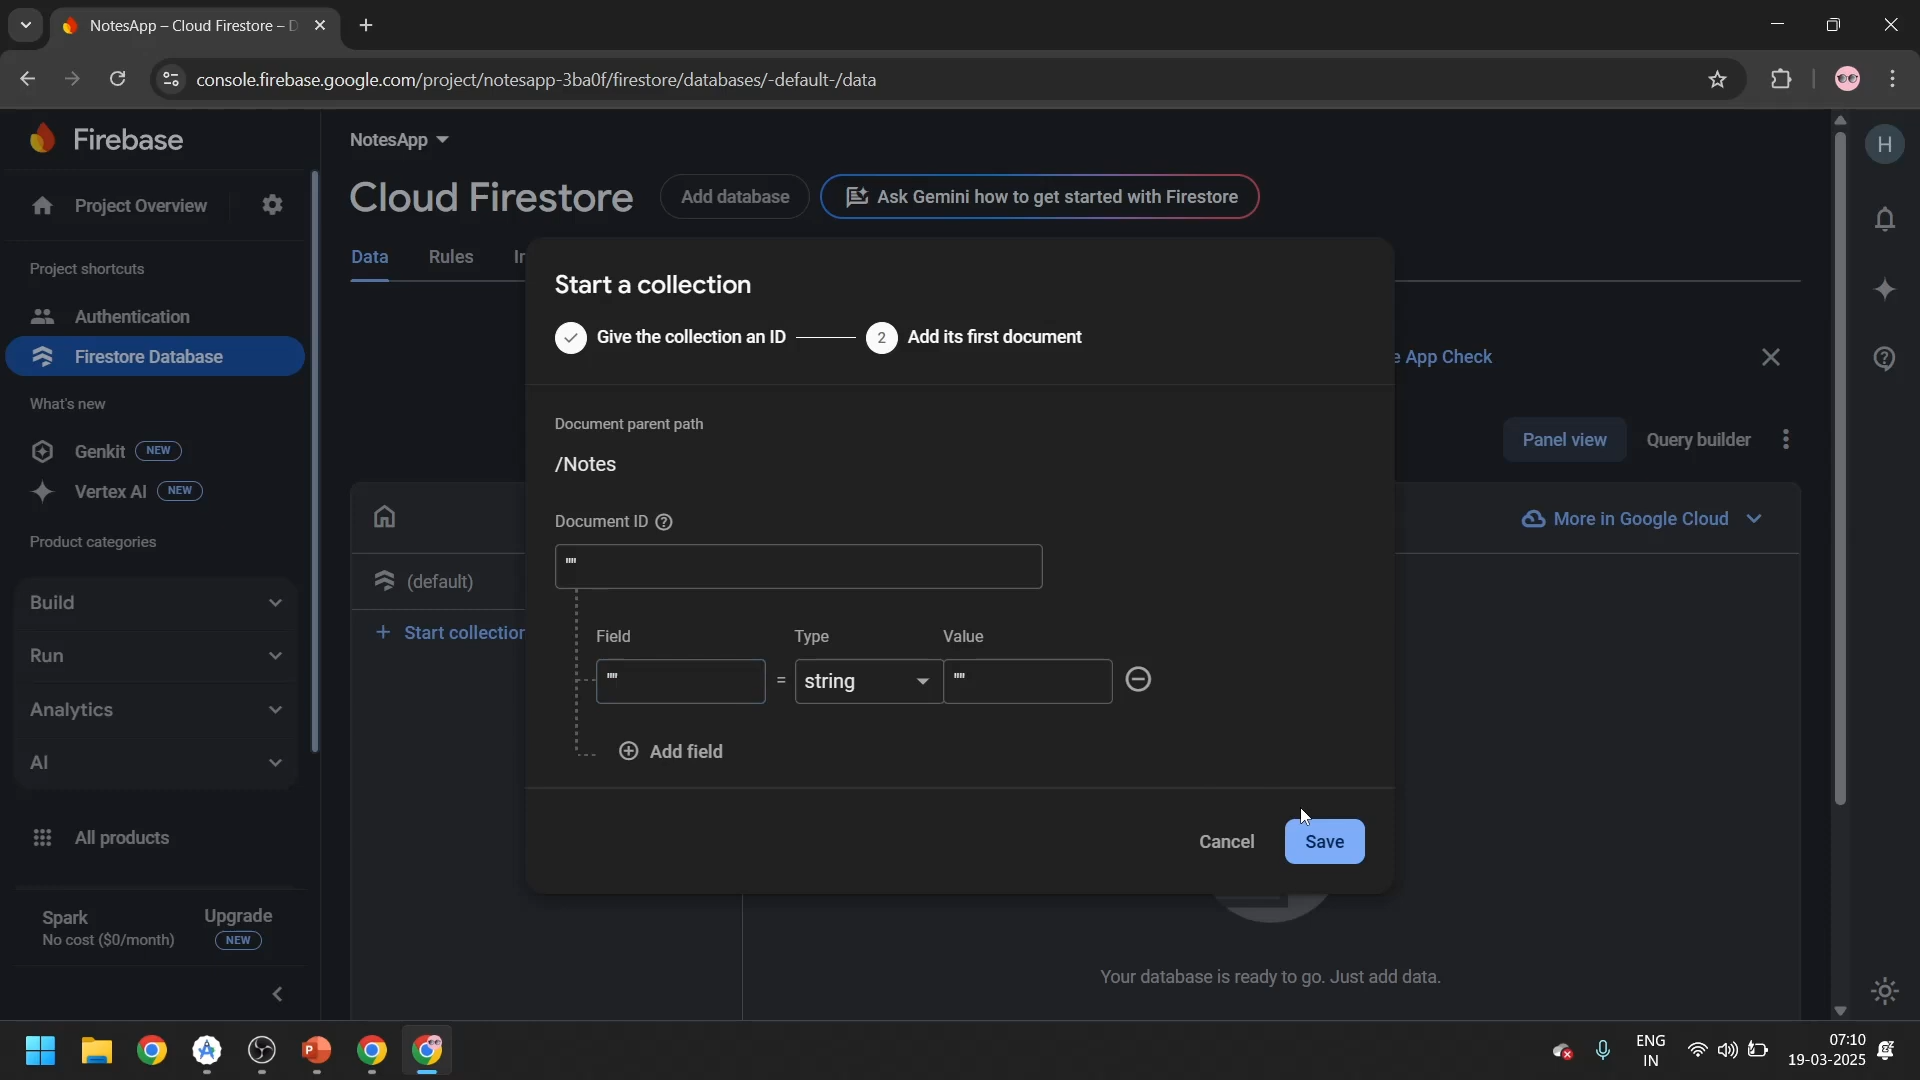 NotesApp – Cloud Firestore – D
console.firebase.google.com/project/notesapp-3ba0f/firestore/databases/-default-/data
Firebase
NotesApp
H
Project Overview
Cloud Firestore
Add database
Ask Gemini how to get started with Firestore
Data
Rules
In
Project shortcuts
Authentication
Firestore Database
What's new
Genkit
NEW
Vertex AI
NEW
Product categories
Build
Run
Analytics
AI
All products
Spark
No cost ($0/month)
Upgrade
NEW
e App Check
Panel view
Query builder
More in Google Cloud
(default)
+ Start collection
Start a collection
Give the collection an ID
2
Add its first document
Document parent path
/Notes
Document ID
""
Field
Type
Value
""
=
string
""
Add field
Cancel
Save
Your database is ready to go. Just add data.
ENG
IN
07:10
19-03-2025